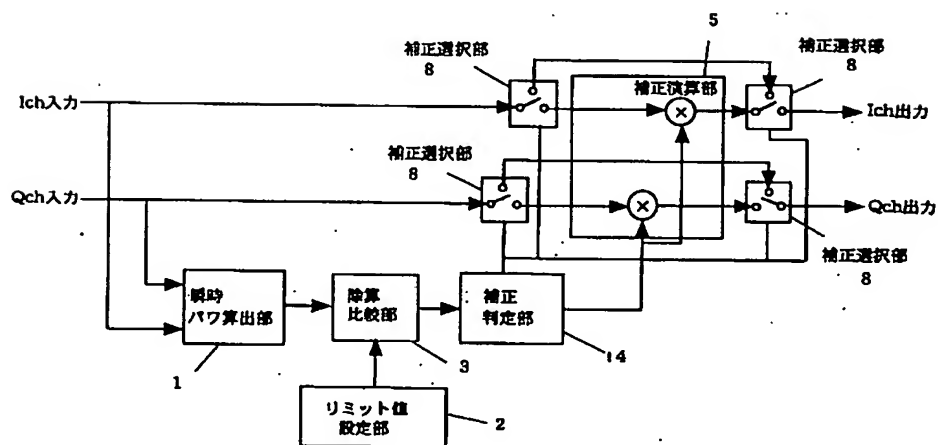 5
補正選択部
8
補正選択部
8
補正演算部
Ich入力
Ich出力
補正選択部
8
Qch入力
Qch出力
補正選択部
8
瞬時
パワ算出部
除算
比較部
補正
判定部
1
3
14
リミット値
設定部
2